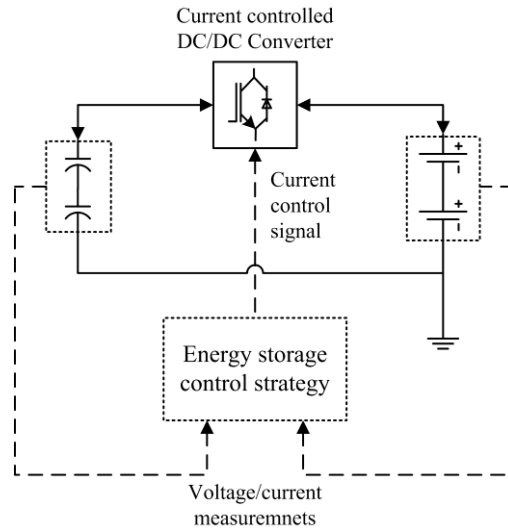 Current controlled
DC/DC Converter
+
Current
control
signal
+
Energy storage
control strategy
Voltage/current
measuremnets